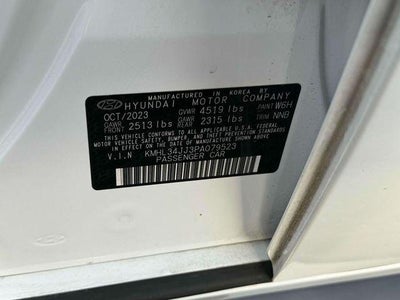 MANUFACTURED IN KOREA BY
HYUNDAI MOTOR COMPANY
OCT/2023 GVWR 4519 lbs PAINT W6H
GAWR FRONT 2513 lbs GAWR REAR 2315 lbs TRIM NNB
THIS VEHICLE CONFORMS TO ALL APPLICABLE U.S.A. FEDERAL
MOTOR VEHICLE SAFETY, BUMPER, AND THEFT PREVENTION
STANDARDS IN EFFECT ON THE DATE OF MANUFACTURE
SHOWN ABOVE.
V.I.N KMHL34JJ3PA079523
PASSENGER CAR